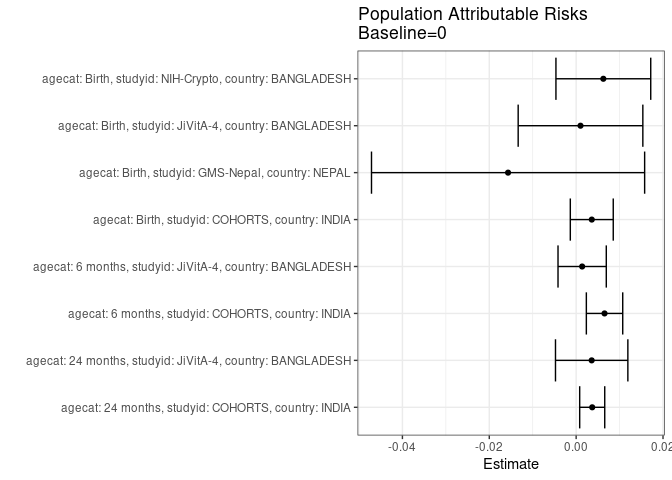 Population Attributable Risks
Baseline=0
agecat: Birth, studyid: NIH-Crypto, country: BANGLADESH
agecat: Birth, studyid: JiVitA-4, country: BANGLADESH
agecat: Birth, studyid: GMS-Nepal, country: NEPAL
agecat: Birth, studyid: COHORTS, country: INDIA
agecat: 6 months, studyid: JiVitA-4, country: BANGLADESH
agecat: 6 months, studyid: COHORTS, country: INDIA
agecat: 24 months, studyid: JiVitA-4, country: BANGLADESH
agecat: 24 months, studyid: COHORTS, country: INDIA
-0.04 -0.02 0.00 0.02
Estimate